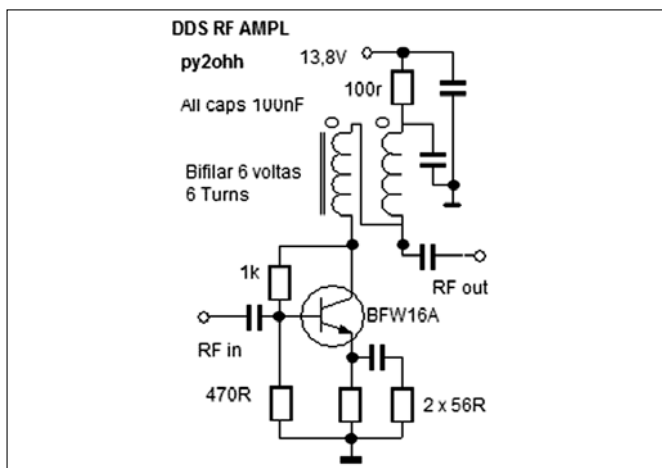 DDS RF AMPL
py2ohh
13,8V
100r
All caps 100nF
Bifilar 6 voltas
6 Turns
1k
RF out
BFW16A
RF in
470R
2 x 56R